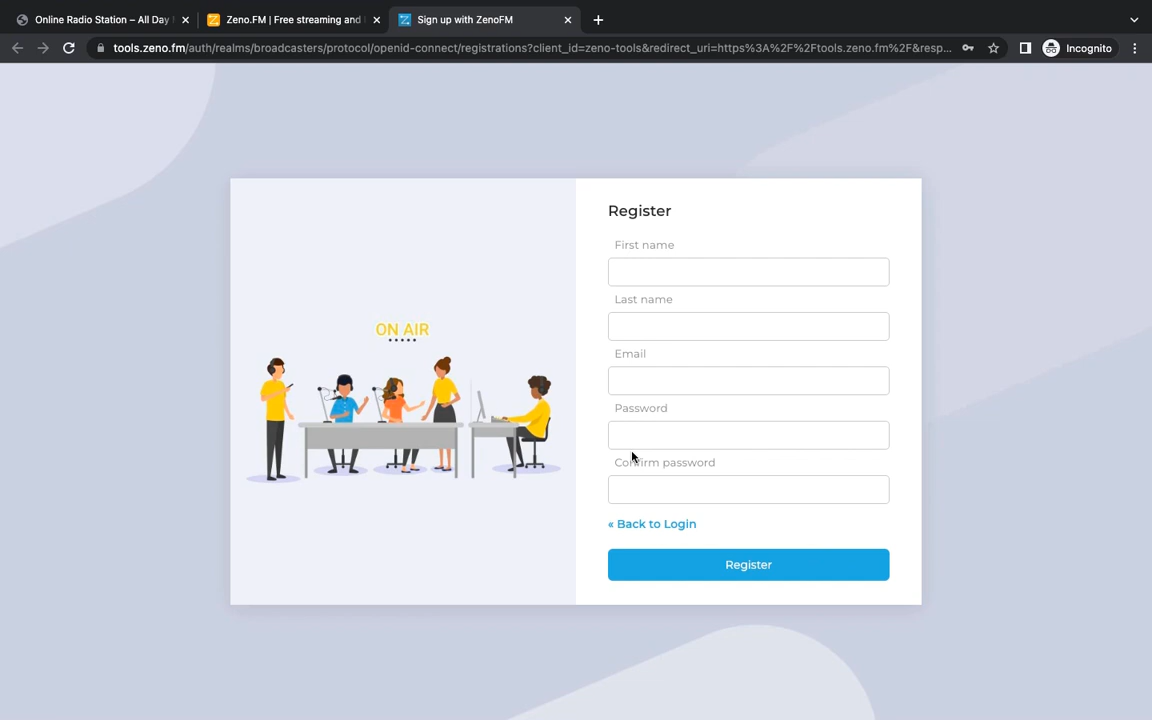 Online Radio Station – All Day
Zeno.FM | Free streaming and
Sign up with ZenoFM
tools.zeno.fm/auth/realms/broadcasters/protocol/openid-connect/registrations?client_id=zeno-tools&redirect_uri=https%3A%2F%2Ftools.zeno.fm%2F&resp...
Incognito
Register
First name
Last name
Email
ON AIR
Password
Confirm password
« Back to Login
Register